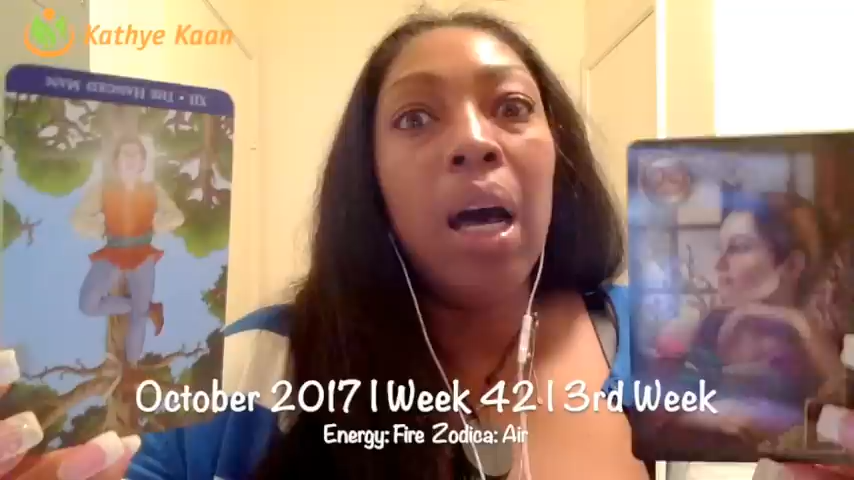 Kathye Kaan
XII • THE HANGED MAN
October 2017 | Week 42 | 3rd Week
Energy: Fire Zodica: Air